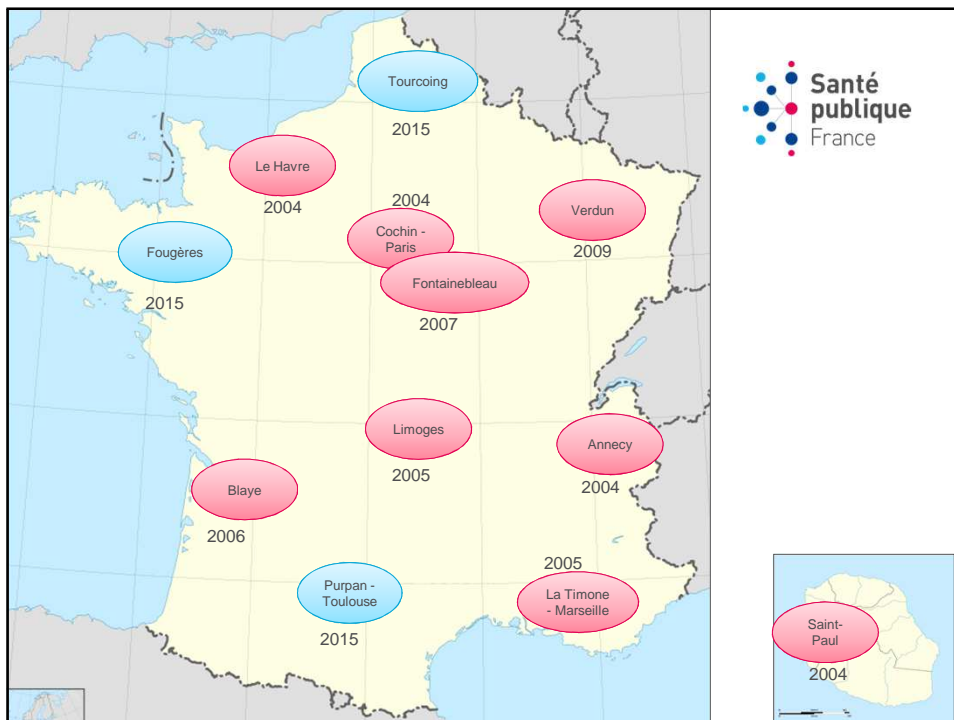 Tourcoing
2015
Santé
publique
France
Le Havre
2004
2004
Cochin -
Paris
Verdun
2009
Fougères
2015
Fontainebleau
2007
Limoges
2005
Annecy
2004
Blaye
2006
Purpan -
Toulouse
2015
2005
La Timone
- Marseille
Saint-
Paul
2004